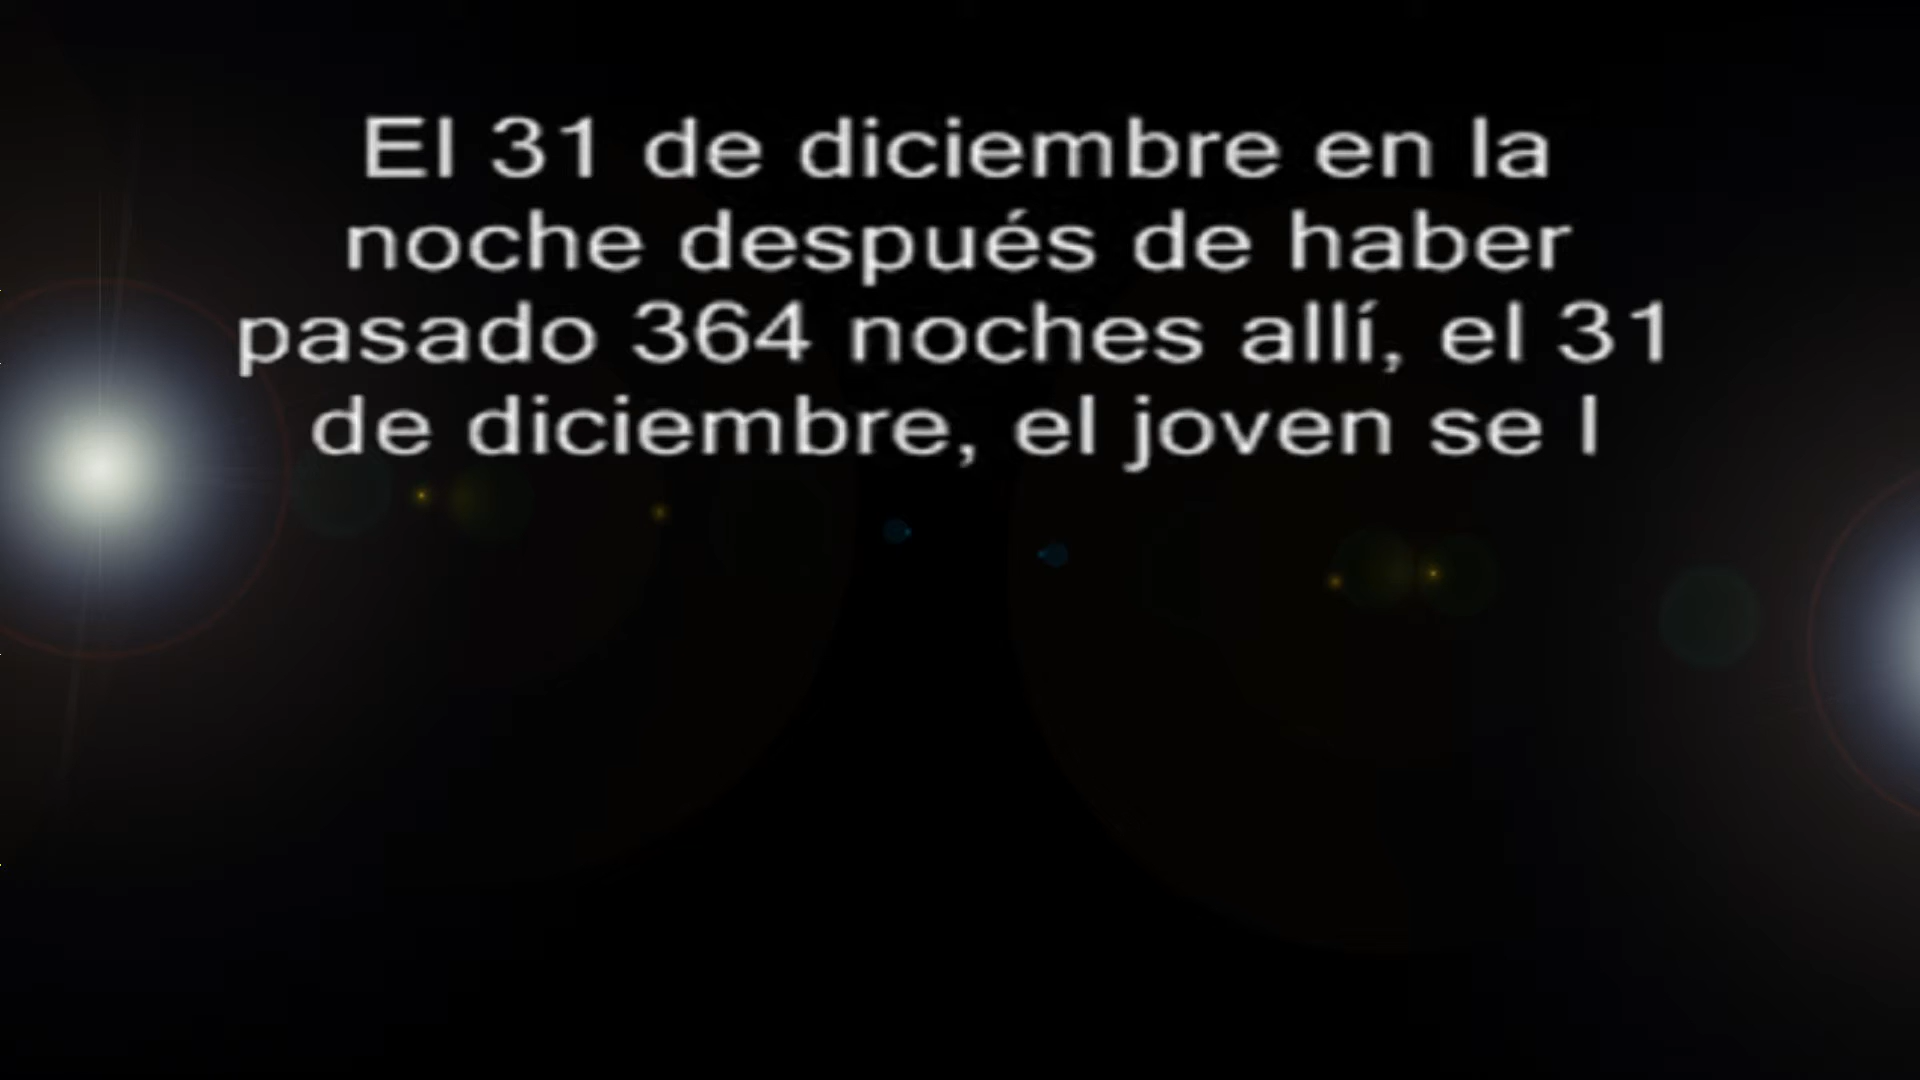 El 31 de diciembre en la
noche después de haber
pasado 364 noches allí, el 31
de diciembre, el joven se l